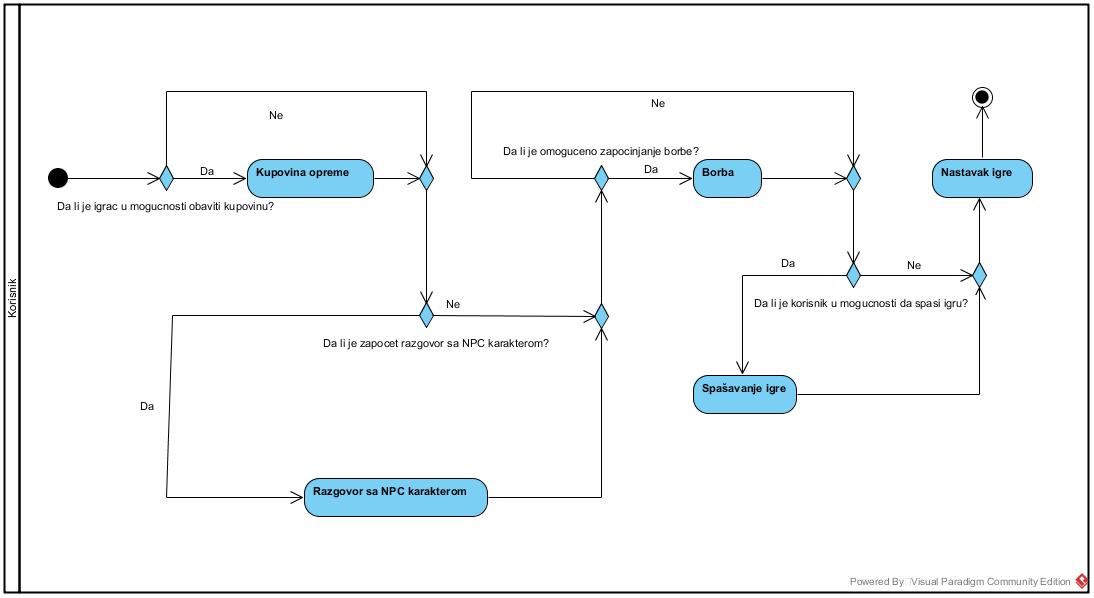 Korisnik
Ne
Da
Kupovina opreme
Da li je igrac u mogucnosti obaviti kupovinu?
Ne
Da li je zapocet razgovor sa NPC karakterom?
Da
Razgovor sa NPC karakterom
Ne
Da li je omoguceno zapocinjanje borbe?
Da
Borba
Da
Ne
Da li je korisnik u mogucnosti da spasi igru?
Spašavanje igre
Nastavak igre
Powered By Visual Paradigm Community Edition